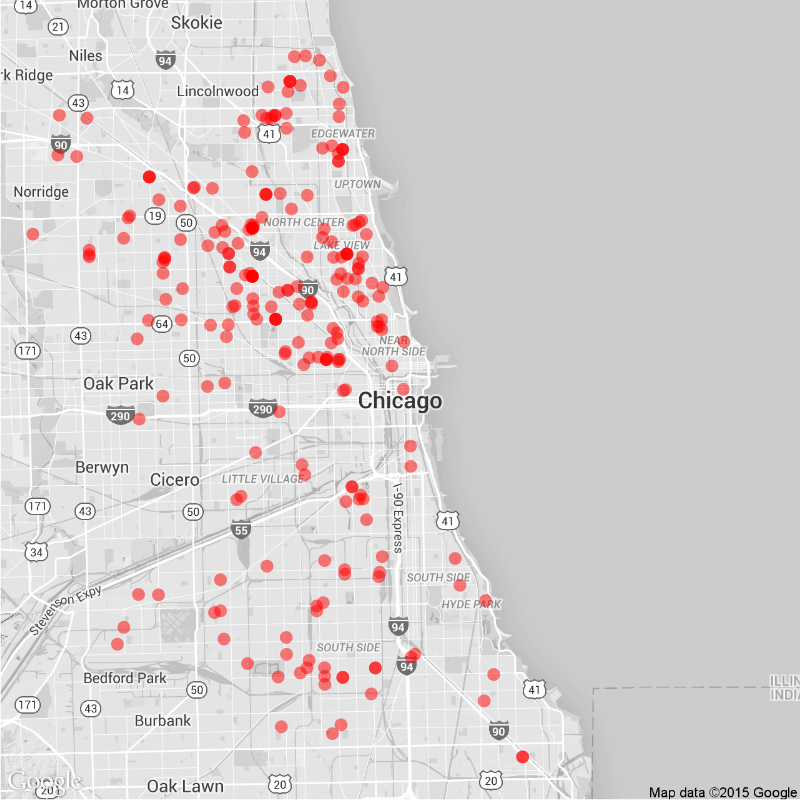 Morton Grove
14
21
Skokie
Niles
94
rk Ridge
14
Lincolnwood
43
41
EDGEWATER
90
UPTOWN
Norridge
19
50
NORTH CENTER
94
LAKE VIEW
41
90
64
43
NEAR
NORTH SIDE
171
50
Oak Park
290
290
Chicago
Berwyn
Cicero
LITTLE VILLAGE
171
43
50
I-90 Express
41
55
34
SOUTH SIDE
Stevenson Expy
HYDE PARK
94
SOUTH SIDE
94
Bedford Park
50
41
ILLIN
INDIA
171
43
Burbank
90
Google
20
Oak Lawn
20
20
Map data ©2015 Google